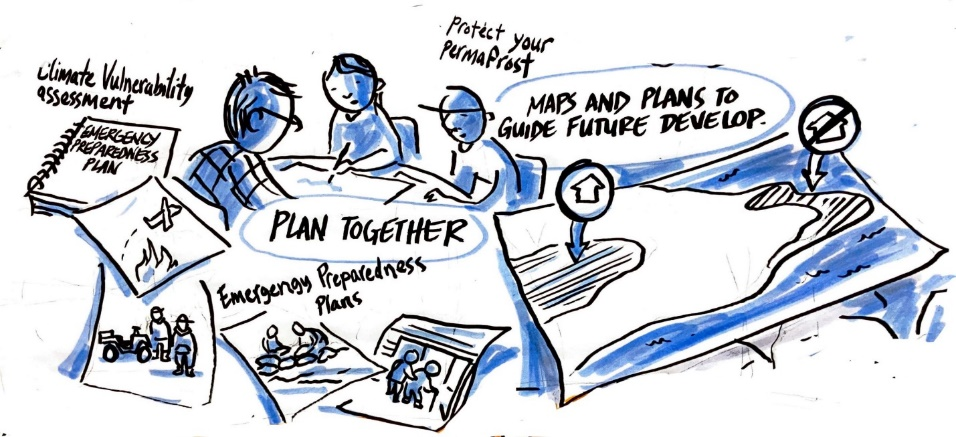 Climate Vulnerability
assessment
EMERGENCY
PREPAREDNESS
PLAN
Protect your
permafrost
MAPS AND PLANS TO
GUIDE FUTURE DEVELOP.
PLAN TOGETHER
Emergengy Preparedness
Plans